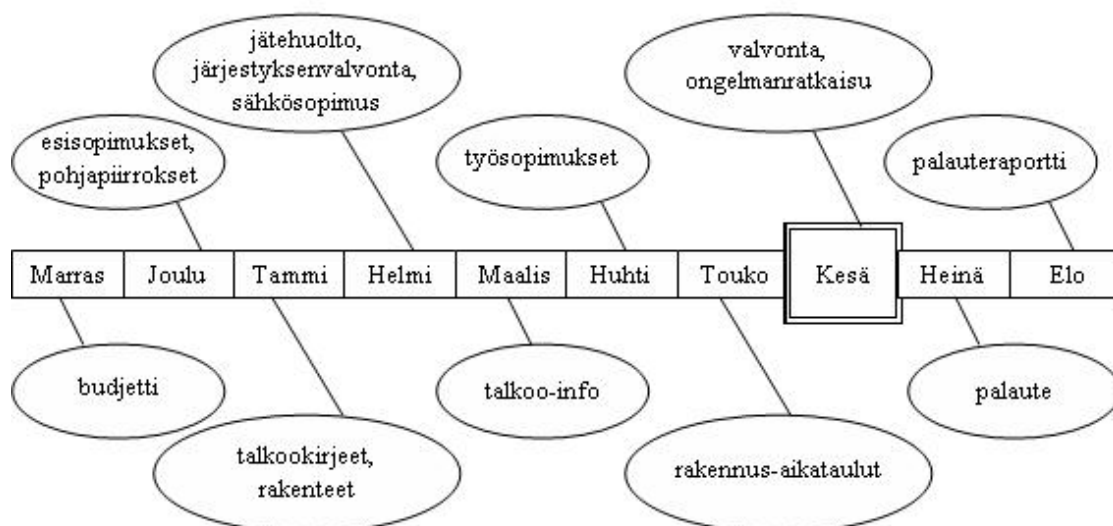 jätehuolto,
järjestyksenvalvonta,
sähkösopimus
valvonta,
ongelmanratkaisu
esisopimukset,
pohjapiirrokset
työsopimukset
palauteraportti
Marras Joulu Tammi Helmi Maalis Huhti Touko Kesä Heinä Elo
budjetti
talkoo-info
palaute
talkookirjeet,
rakenteet
rakennus-aikataulut